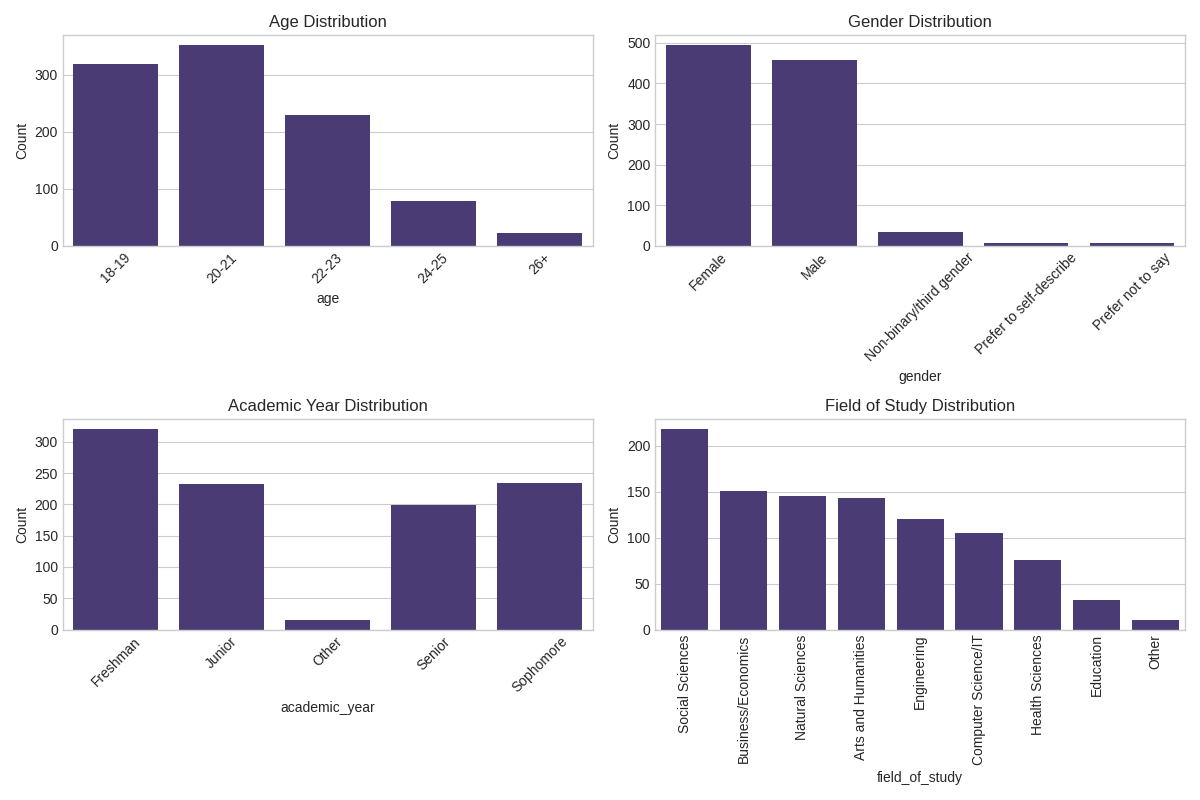 Age Distribution
300
200
100
0
Count
18-19
20-21
22-23
24-25
26+
age
Gender Distribution
500
400
300
200
100
0
Count
Female
Male
Non-binary/third gender
Prefer to self-describe
Prefer not to say
gender
Academic Year Distribution
300
250
200
150
100
50
0
Count
Freshman
Junior
Other
Senior
Sophomore
academic_year
Field of Study Distribution
200
150
100
50
0
Count
Social Sciences
Business/Economics
Natural Sciences
Arts and Humanities
Engineering
Computer Science/IT
Health Sciences
Education
Other
field_of_study